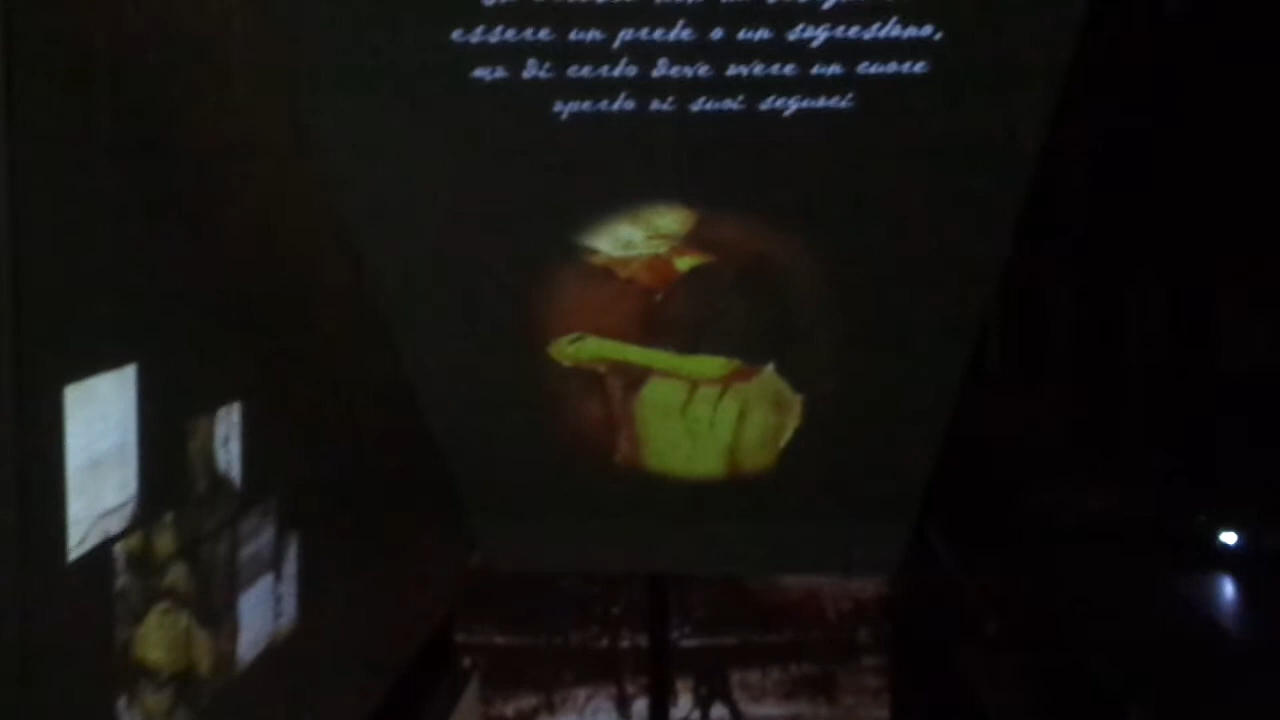 essere un prete o un sagrestano,
ma di certo deve avere un cuore
aperto ai suoi seguaci